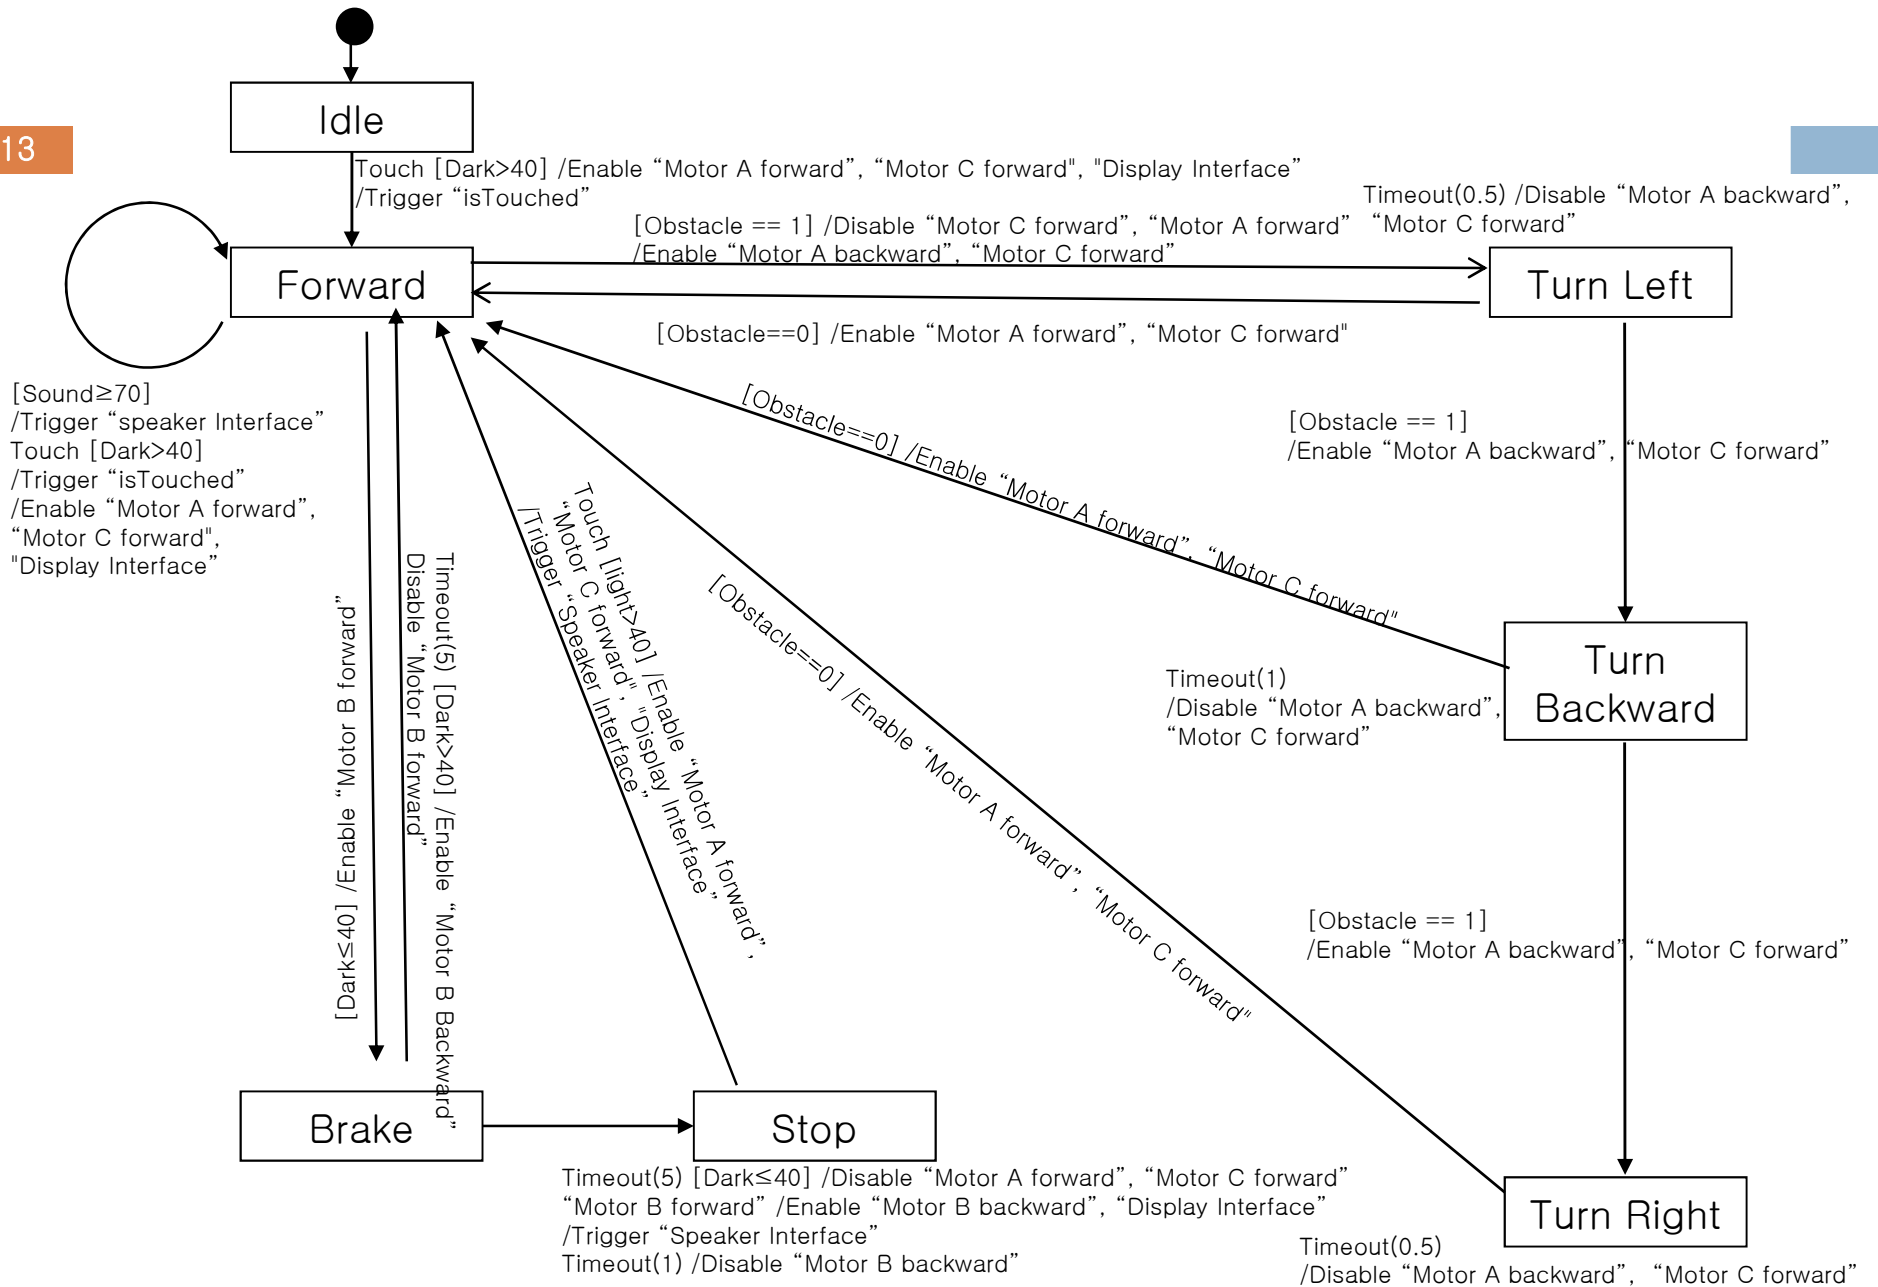 13
Idle
Touch [Dark>40] /Enable “Motor A forward”, “Motor C forward", "Display Interface”
/Trigger “isTouched”
Timeout(0.5) /Disable “Motor A backward”,
“Motor C forward”
[Obstacle == 1] /Disable “Motor C forward”, “Motor A forward”
/Enable “Motor A backward”, “Motor C forward”
Forward
Turn Left
[Obstacle==0] /Enable “Motor A forward”, “Motor C forward"
[Sound≥70]
/Trigger “speaker Interface”
Touch [Dark>40]
/Trigger “isTouched”
/Enable “Motor A forward”,
“Motor C forward",
"Display Interface”
[Obstacle == 1]
/Enable “Motor A backward”, “Motor C forward”
[Obstacle==0] /Enable “Motor A forward”, “Motor C forward"
Touch [light>40] /Enable “Motor A forward”,
“Motor C forward", "Display Interface”
/Trigger “Speaker Interface”
[Obstacle==0] /Enable “Motor A forward”, “Motor C forward"
[Dark≤40] /Enable “Motor B forward”
Timeout(5) [Dark>40] /Enable “Motor B Backward”
Disable “Motor B forward”
Turn
Backward
Timeout(1)
/Disable “Motor A backward”,
“Motor C forward”
[Obstacle == 1]
/Enable “Motor A backward”, “Motor C forward”
Brake
Stop
Timeout(5) [Dark≤40] /Disable “Motor A forward”, “Motor C forward”
“Motor B forward” /Enable “Motor B backward”, “Display Interface”
/Trigger “Speaker Interface”
Timeout(1) /Disable “Motor B backward”
Turn Right
Timeout(0.5)
/Disable “Motor A backward”, “Motor C forward”